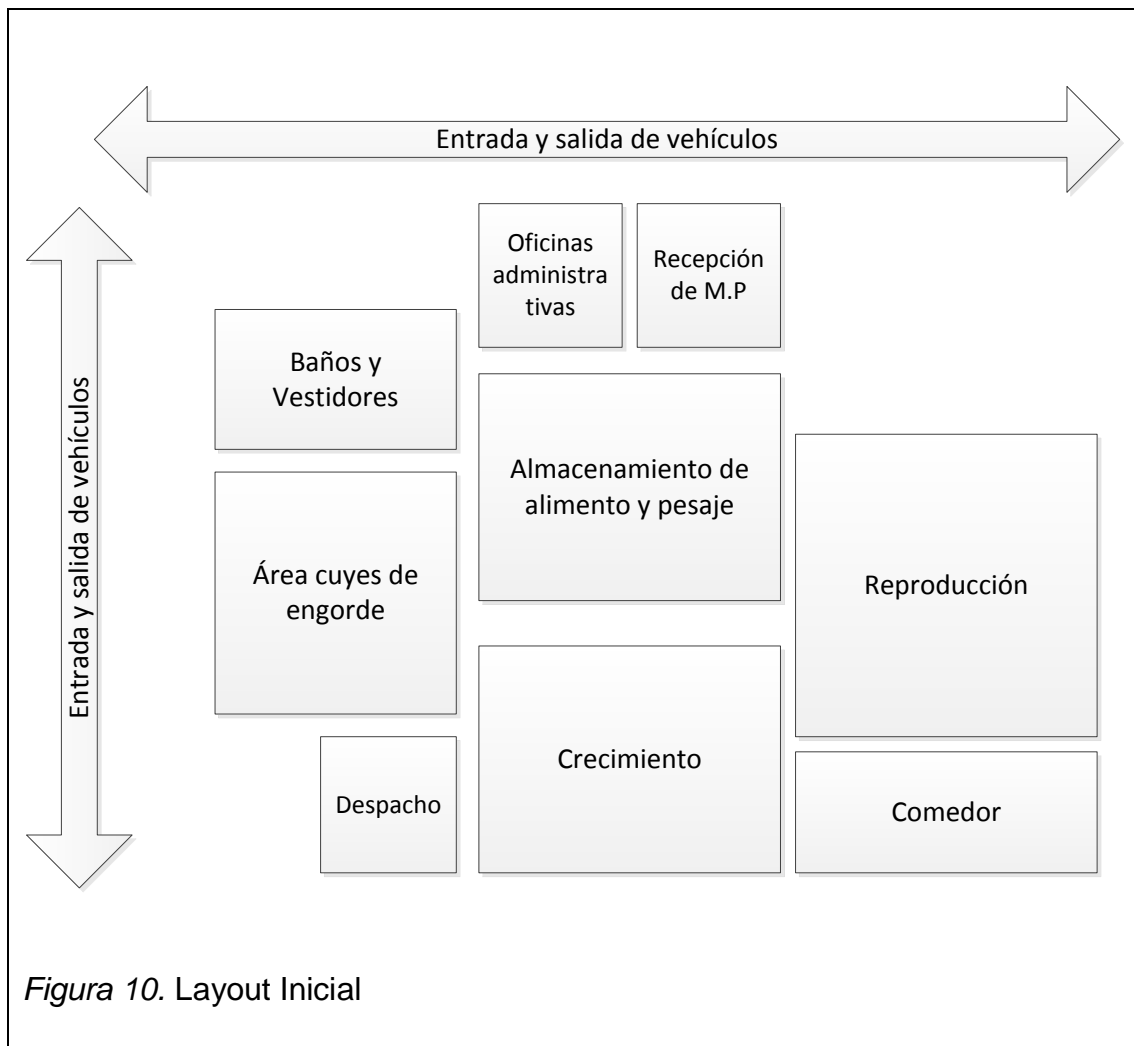 Entrada y salida de vehículos
Entrada y salida de vehículos
Oficinas
administra
tivas
Recepción
de M.P
Baños y
Vestidores
Almacenamiento de
alimento y pesaje
Área cuyes de
engorde
Reproducción
Crecimiento
Despacho
Comedor
Figura 10. Layout Inicial